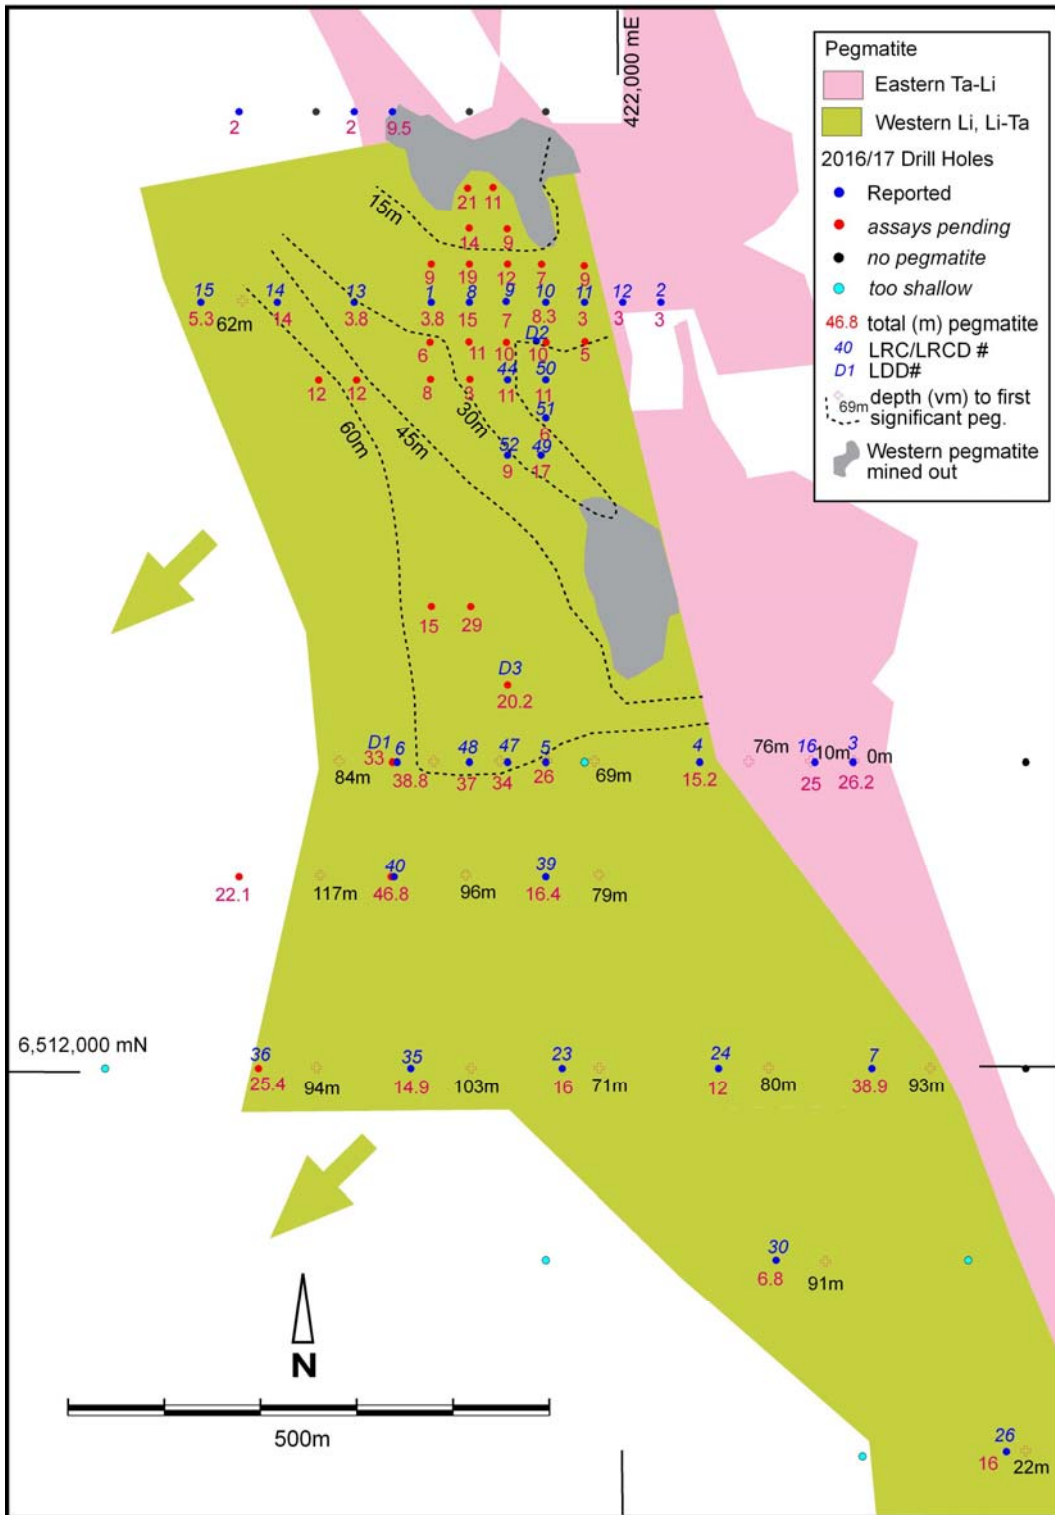 422,000 mE
Pegmatite
Eastern Ta-Li
Western Li, Li-Ta
2016/17 Drill Holes
Reported
assays pending
no pegmatite
too shallow
46.8 total (m) pegmatite
40 LRC/LRCD #
D1 LDD#
69m depth (vm) to first
significant peg.
Western pegmatite
mined out
2 2 9.5
21 11
15m
14 9
9 19 12 7 9
15 14 13 1 8 9 10 11 12 2
5.3 62m 14 3.8 3.8 15 7 8.3 3 3 3
D2
6 11 10 10 5
44 50
12 12 8 3 11 11
51
60m 45m 30m 6
52 49
9 17
15 29
D3
20.2
D1 6 48 47 5 4 76m 16 10m 3 0m
33
84m 38.8 37 34 26 69m 15.2 25 26.2
40 39
22.1 117m 46.8 96m 16.4 79m
6,512,000 mN
36 35 23 24 7
25.4 94m 14.9 103m 16 71m 12 80m 38.9 93m
30
6.8 91m
N
500m
26
16 22m